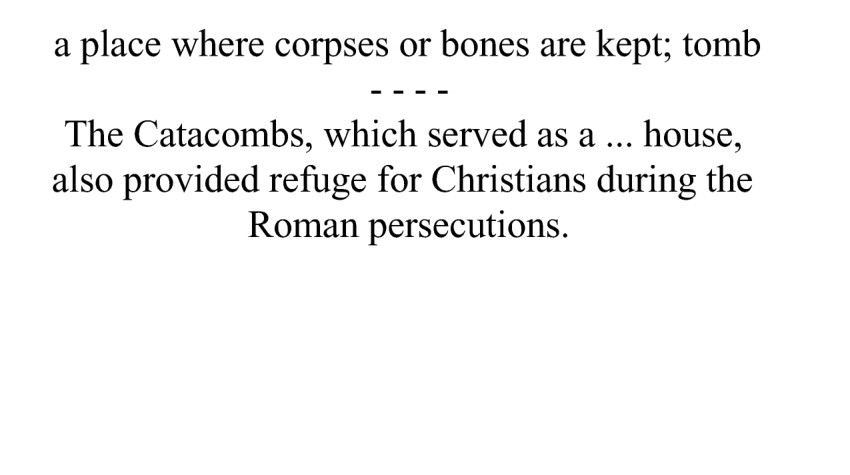 a place where corpses or bones are kept; tomb
- - - -
The Catacombs, which served as a ... house,
also provided refuge for Christians during the
Roman persecutions.